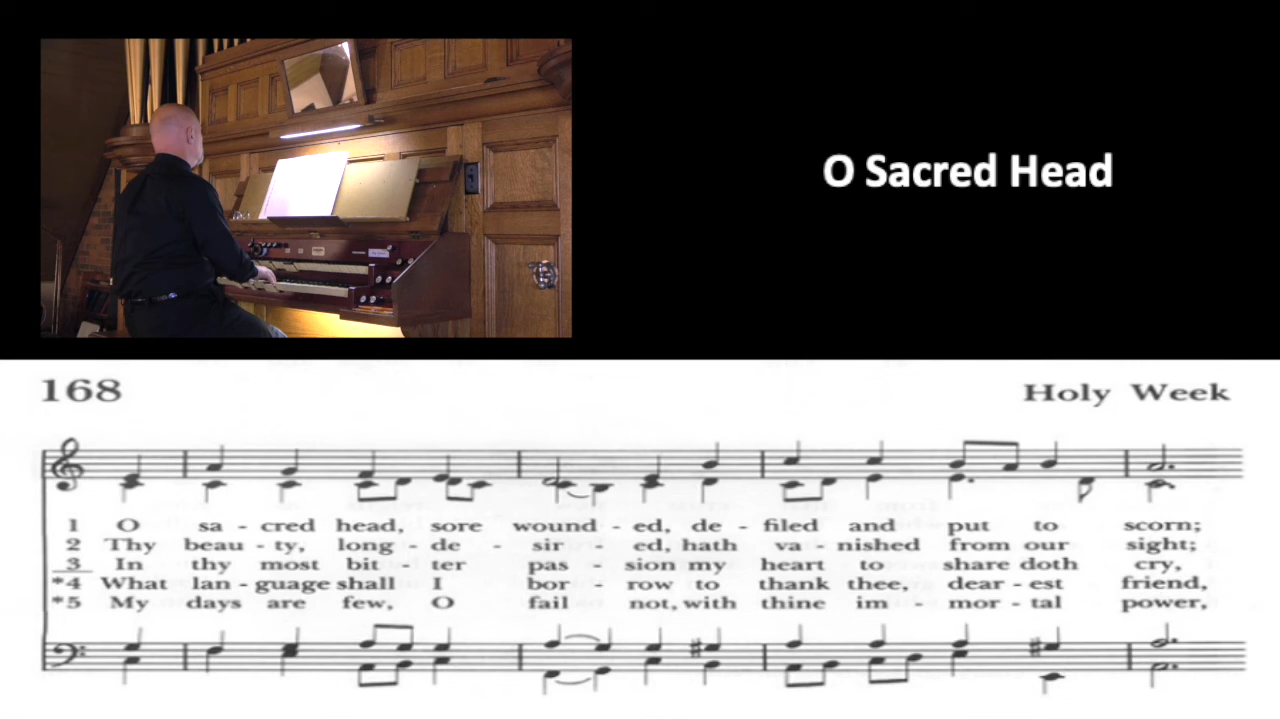 O Sacred Head
168
Holy Week
1 O sa - cred head, sore wound - ed, de - filed and put to scorn;
2 Thy beau - ty, long - de - sir - ed, hath va - nished from our sight;
3 In thy most bit - ter pas - sion my heart to share doth cry,
*4 What lan - guage shall I bor - row to thank thee, dear - est friend,
*5 My days are few, O fail not, with thine im - mor - tal power,